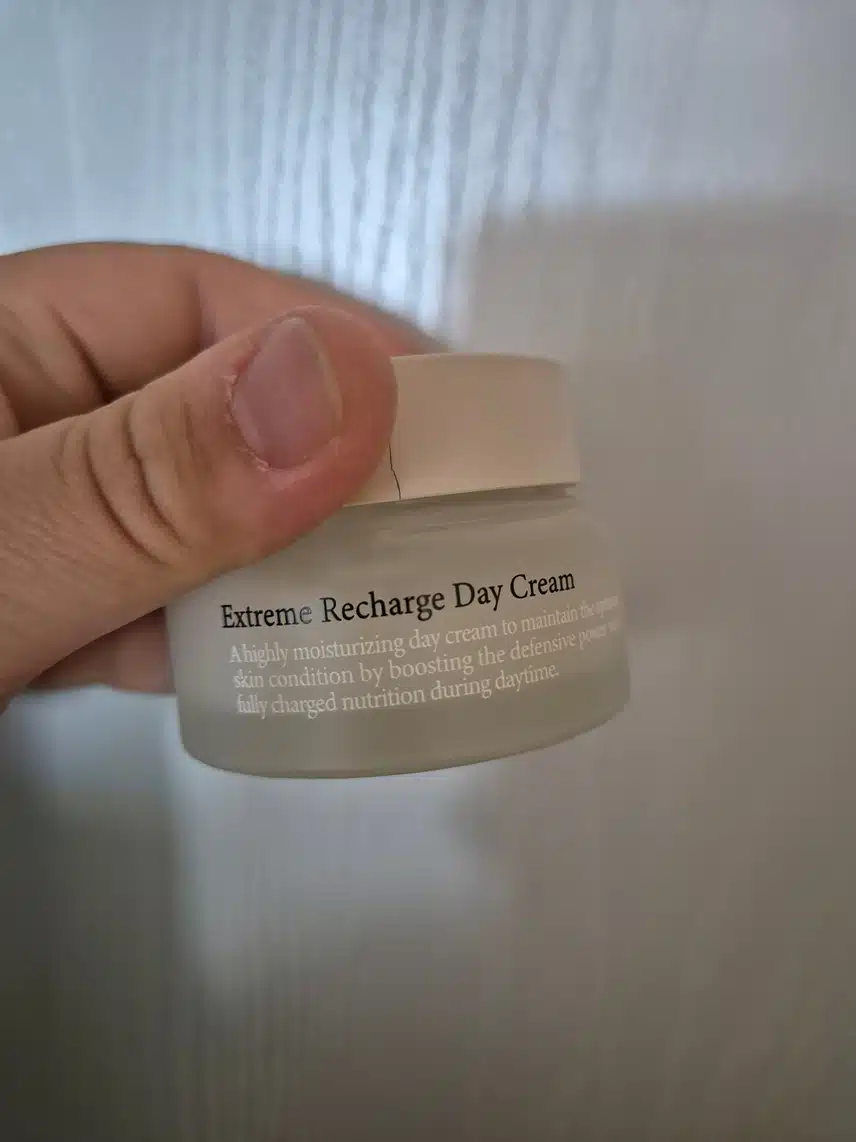 Extreme Recharge Day Cream
A highly moisturizing day cream to maintain the
skin condition by boosting the defensive power
fully charged nutrition during daytime.